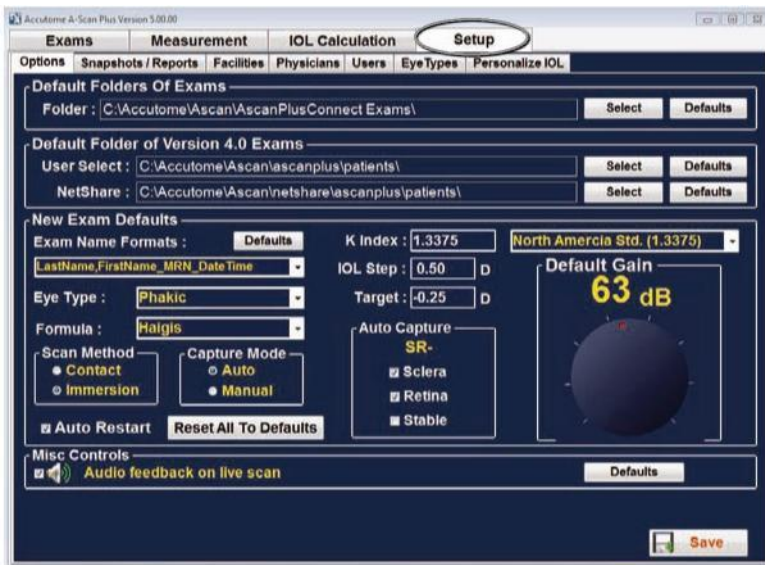 Accutome A-Scan Plus Version 5.00.00
Exams Measurement IOL Calculation Setup
Options Snapshots / Reports Facilities Physicians Users EyeTypes Personalize IOL
Default Folders Of Exams
Folder : C:\Accutome\Ascan\AscanPlusConnect Exams\ Select Defaults
Default Folder of Version 4.0 Exams
User Select : C:\Accutome\Ascan\ascanplus\patients\ Select Defaults
NetShare : C:\Accutome\Ascan\netshare\ascanplus\patients\ Select Defaults
New Exam Defaults
Exam Name Formats : Defaults
LastName,FirstName_MRN_DateTime
Eye Type : Phakic
Formula : Haigis
Scan Method
Contact
Immersion
Capture Mode
Auto
Manual
Auto Restart Reset All To Defaults
K Index : 1.3375 North Amercia Std. (1.3375)
IOL Step : 0.50 D
Target : -0.25 D
Auto Capture
SR-
Sclera
Retina
Stable
Default Gain
63 dB
Misc Controls
Audio feedback on live scan Defaults
Save